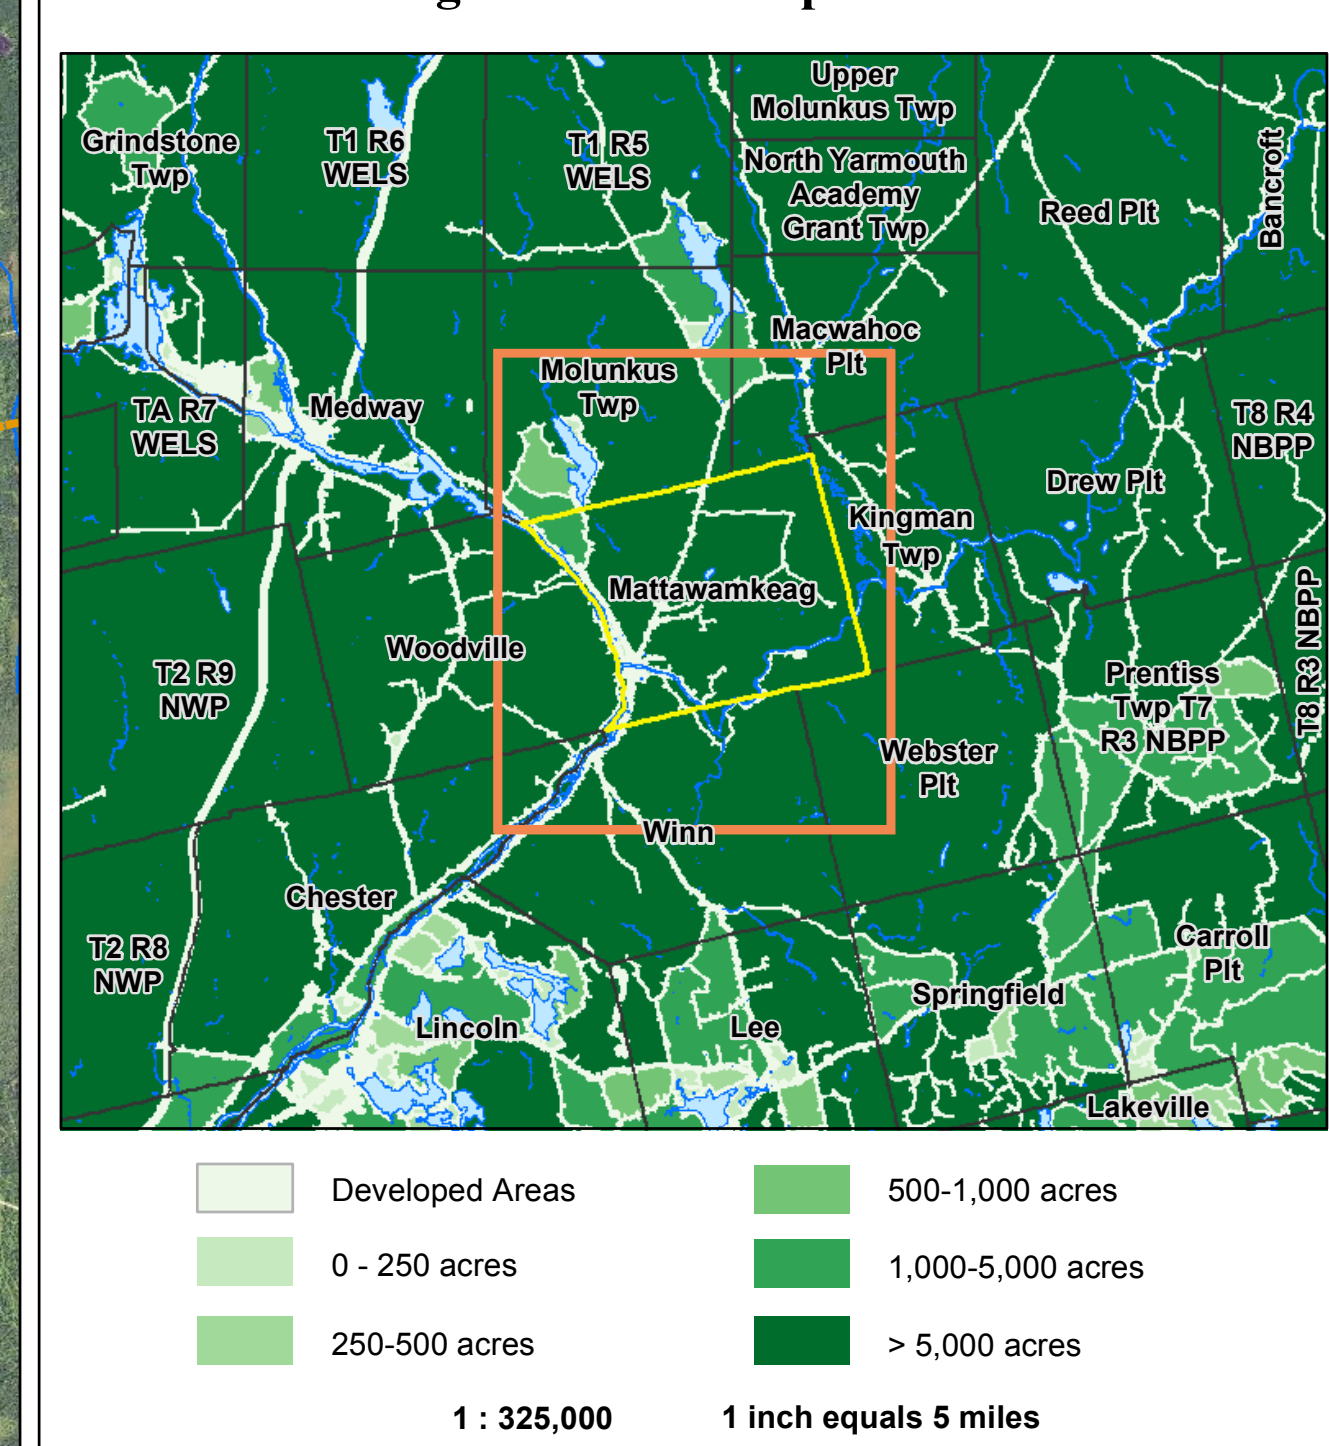 Upper
Molunkus Twp
Grindstone
Twp
T1 R6
WELS
T1 R5
WELS
North Yarmouth
Academy
Grant Twp
Reed Plt
Bancroft
Macwahoc
Plt
Molunkus
Twp
TA R7
WELS
Medway
T8 R4
NBPP
Drew Plt
Kingman
Twp
Mattawamkeag
Woodville
T2 R9
NWP
Prentiss
Twp T7
R3 NBPP
T8 R3 NBPP
Webster
Plt
Winn
Chester
T2 R8
NWP
Carroll
Plt
Springfield
Lincoln
Lee
Lakeville
Developed Areas
0 - 250 acres
250-500 acres
500-1,000 acres
1,000-5,000 acres
> 5,000 acres
1 : 325,000
1 inch equals 5 miles